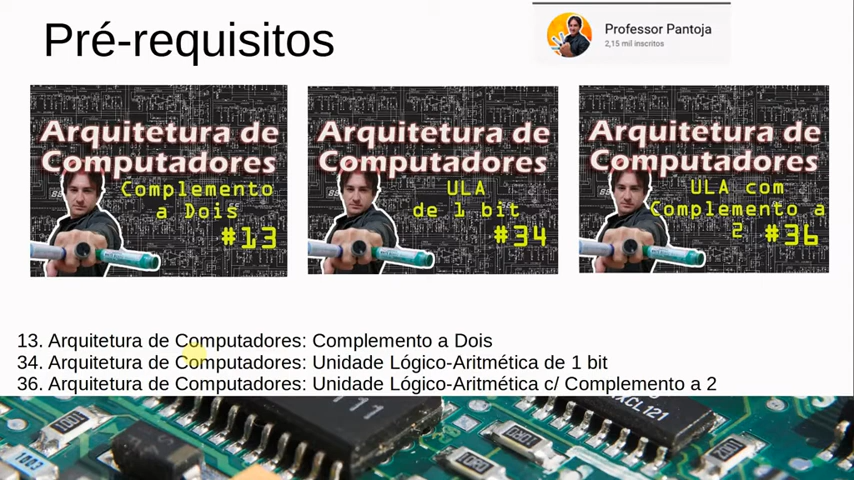 Pré-requisitos
Professor Pantoja
2,15 mil inscritos
Arquitetura de
Computadores
Complemento
a Dois
#13
Arquitetura de
Computadores
ULA
de 1 bit
#34
Arquitetura de
Computadores
ULA com
Complemento a
2 #36
13. Arquitetura de Computadores: Complemento a Dois
34. Arquitetura de Computadores: Unidade Lógico-Aritmética de 1 bit
36. Arquitetura de Computadores: Unidade Lógico-Aritmética c/ Complemento a 2
XCL121